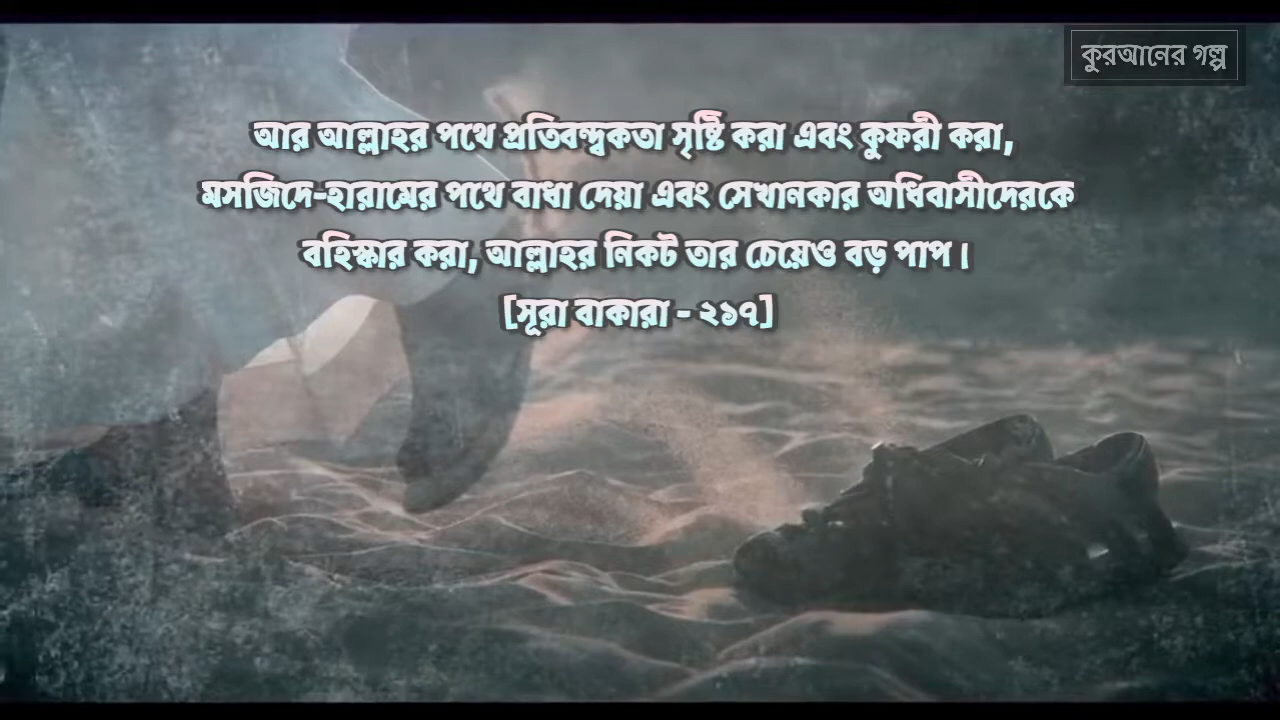 কুরআনের গল্প
আর আল্লাহর পথে প্রতিবন্দ্বকতা সৃষ্টি করা এবং কুফরী করা,
মসজিদে-হারামের পথে বাধা দেয়া এবং সেখানকার অধিবাসীদেরকে
বহিস্কার করা, আল্লাহর নিকট তার চেয়েও বড় পাপ।
[সূরা বাকারা - ২১৭]